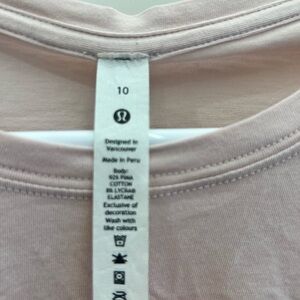 10
Designed in
Vancouver
Made in Peru
Body:
92% PIMA
COTTON
8% LYCRA®
ELASTANE
Exclusive of
decoration
Wash with
like colours